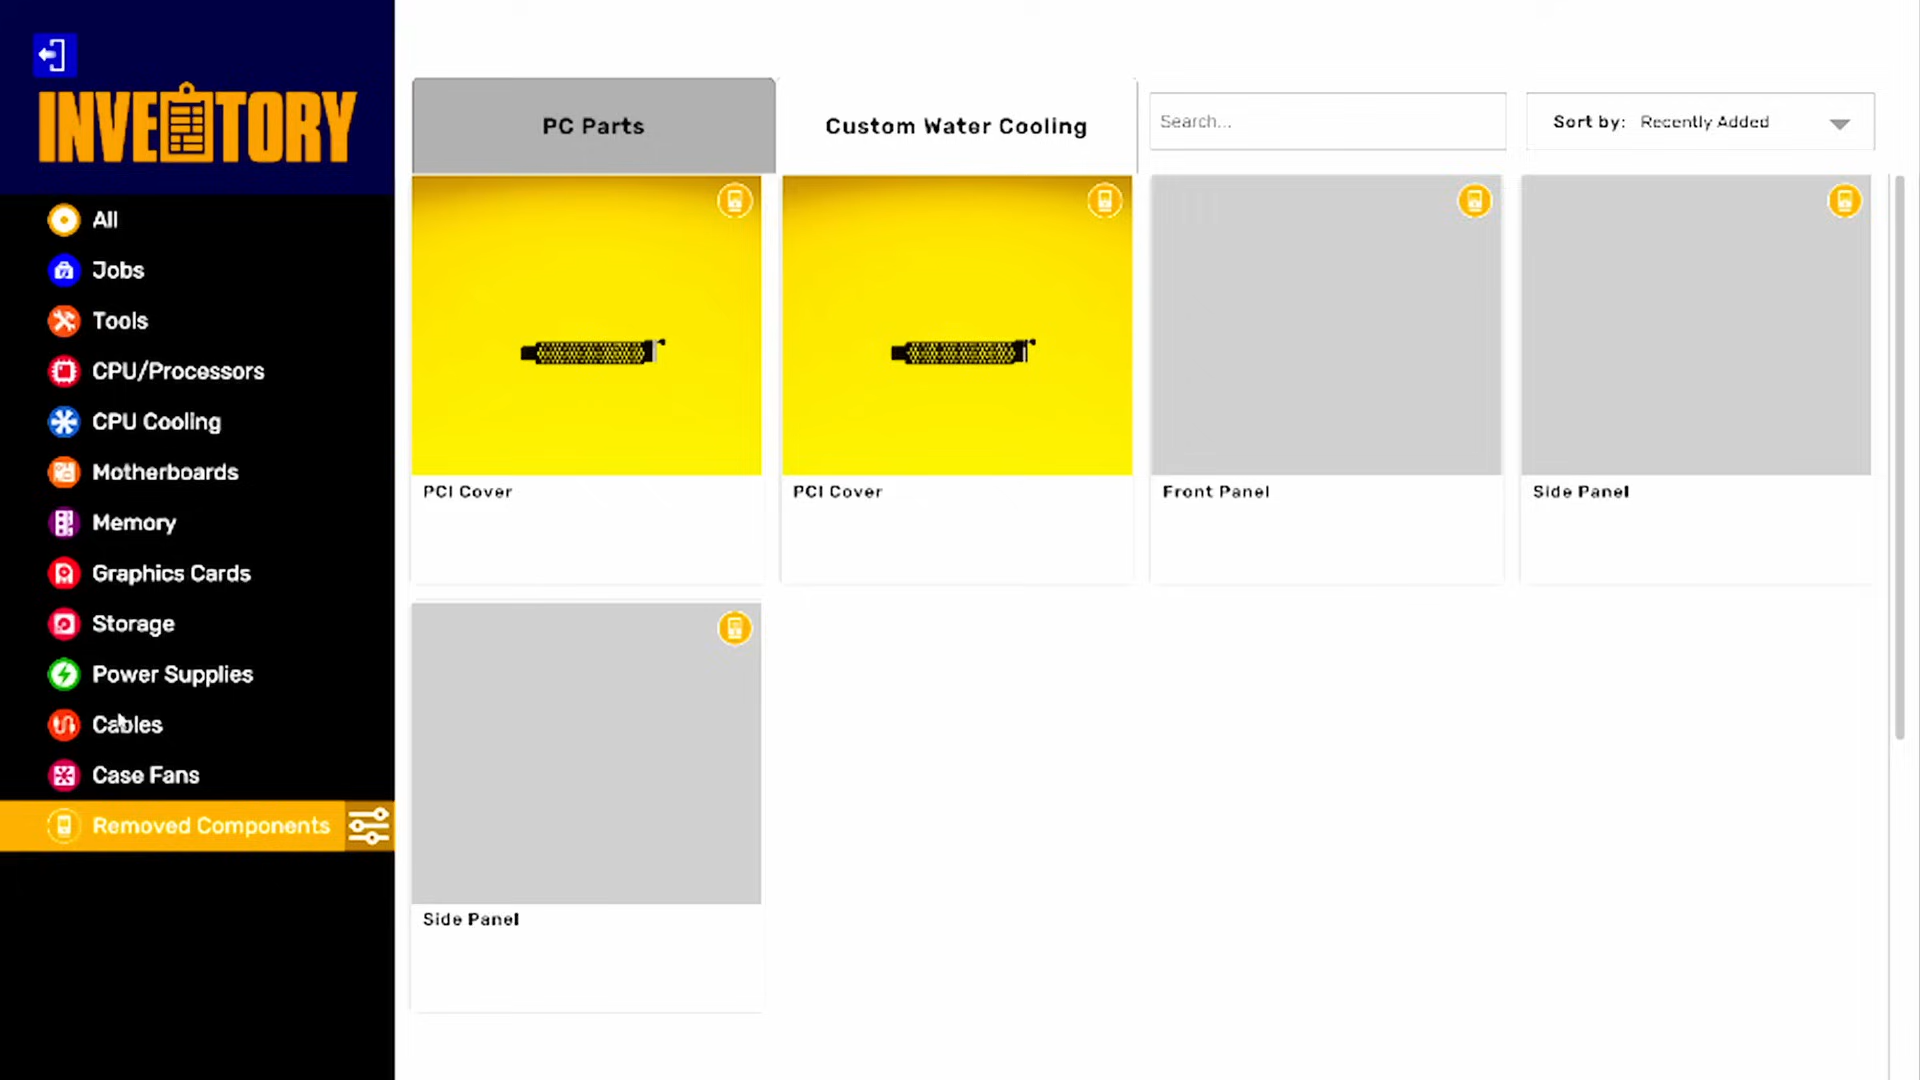 INVENTORY
All
Jobs
Tools
CPU/Processors
CPU Cooling
Motherboards
Memory
Graphics Cards
Storage
Power Supplies
Cables
Case Fans
Removed Components
PC Parts
Custom Water Cooling
Search...
Sort by: Recently Added
PCI Cover
PCI Cover
Front Panel
Side Panel
Side Panel